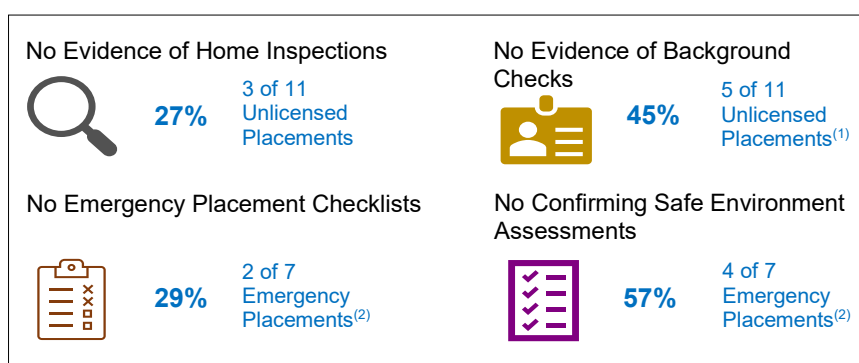 No Evidence of Home Inspections
27%
3 of 11
Unlicensed
Placements
No Evidence of Background
Checks
45%
5 of 11
Unlicensed
Placements(1)
No Emergency Placement Checklists
29%
2 of 7
Emergency
Placements(2)
No Confirming Safe Environment
Assessments
57%
4 of 7
Emergency
Placements(2)